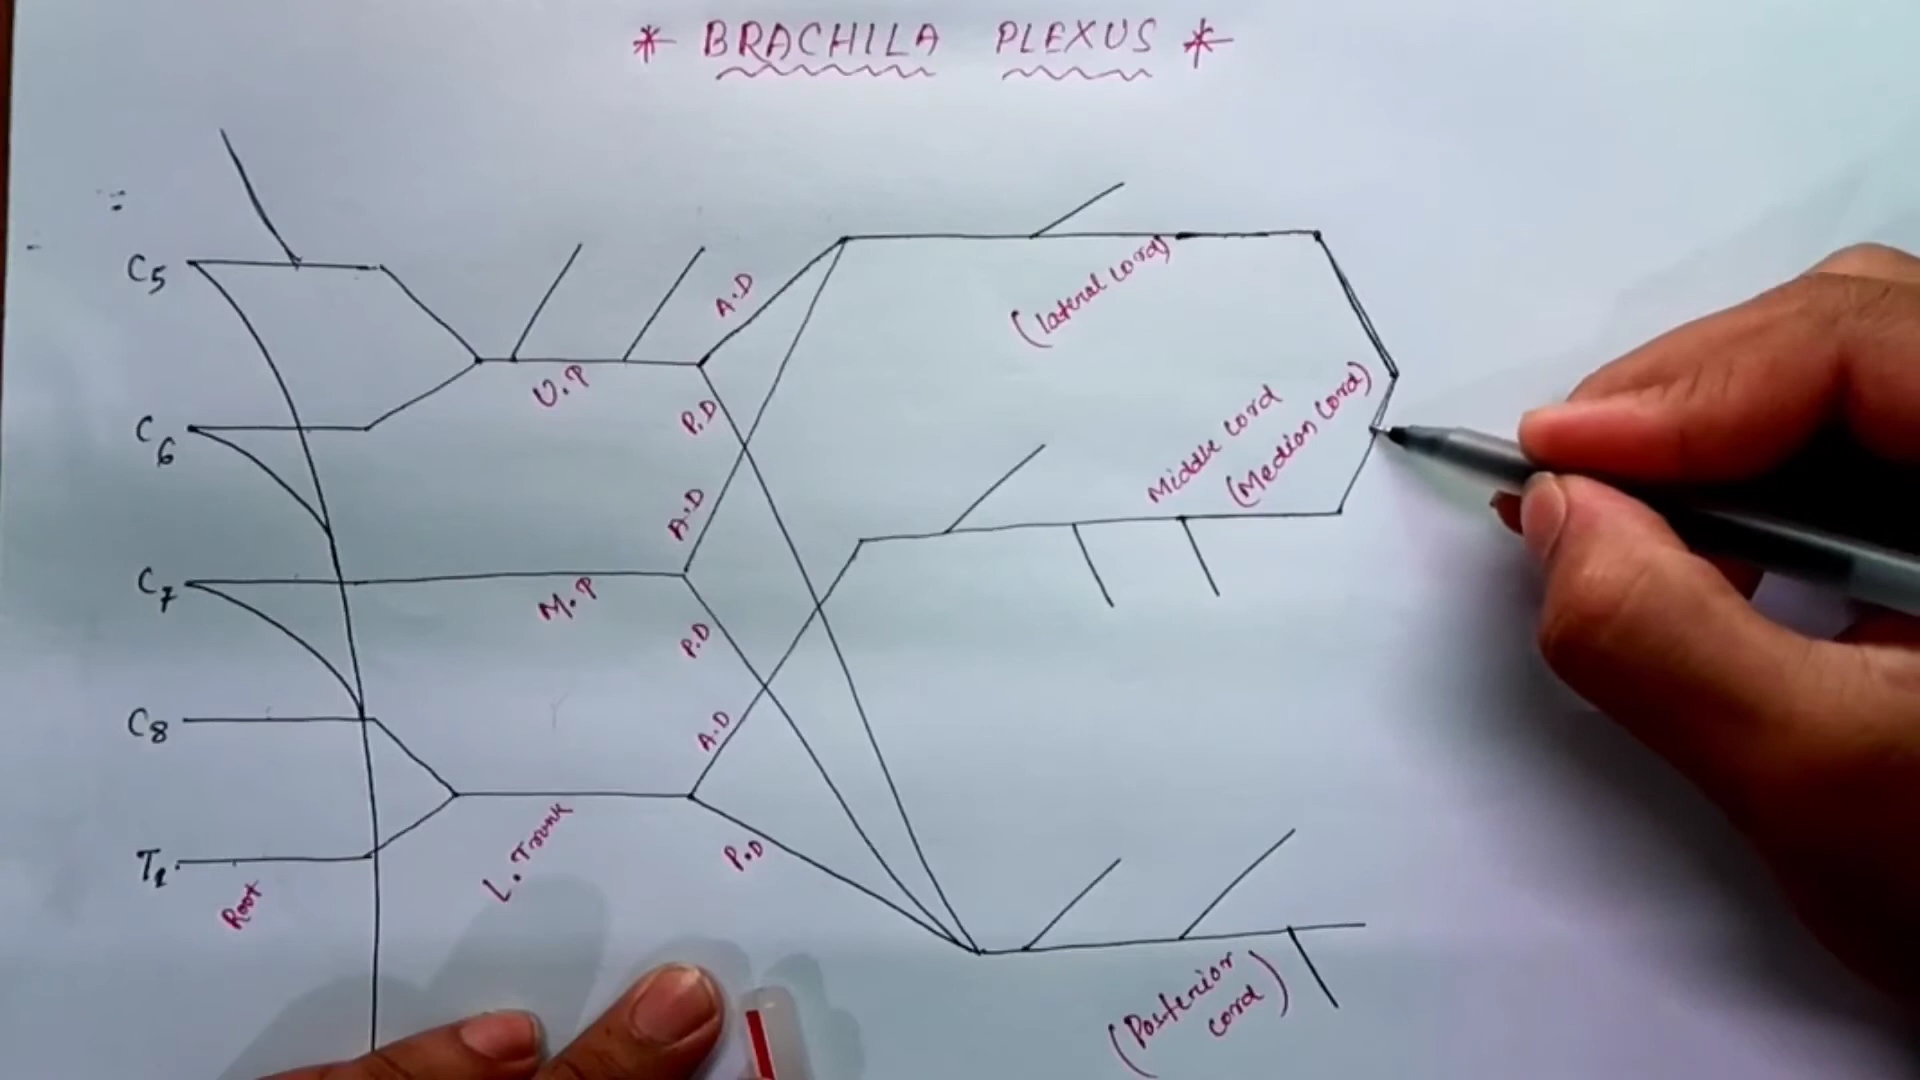 * BRACHILA PLEXUS *
C5
C6
C7
C8
T1
Root
U.P
M.P
L. Trunk
A.D
P.D
A.D
P.D
A.D
P.D
(lateral cord)
Middle cord
(Median cord)
(Posterior
cord)